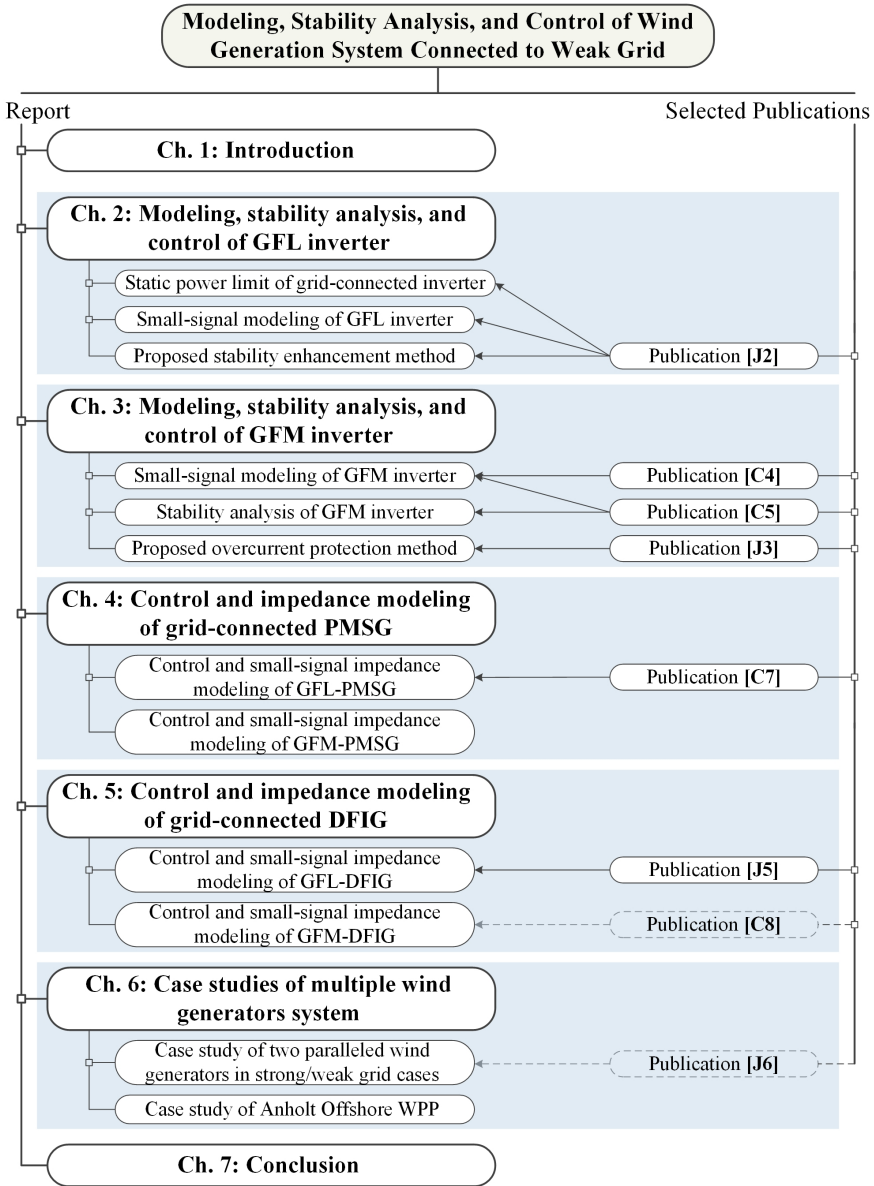 Modeling, Stability Analysis, and Control of Wind
Generation System Connected to Weak Grid
Report
Selected Publications
Ch. 1: Introduction
Ch. 2: Modeling, stability analysis, and
control of GFL inverter
Static power limit of grid-connected inverter
Small-signal modeling of GFL inverter
Proposed stability enhancement method
Publication [J2]
Ch. 3: Modeling, stability analysis, and
control of GFM inverter
Small-signal modeling of GFM inverter
Publication [C4]
Stability analysis of GFM inverter
Publication [C5]
Proposed overcurrent protection method
Publication [J3]
Ch. 4: Control and impedance modeling
of grid-connected PMSG
Control and small-signal impedance
modeling of GFL-PMSG
Publication [C7]
Control and small-signal impedance
modeling of GFM-PMSG
Ch. 5: Control and impedance modeling
of grid-connected DFIG
Control and small-signal impedance
modeling of GFL-DFIG
Publication [J5]
Control and small-signal impedance
modeling of GFM-DFIG
Publication [C8]
Ch. 6: Case studies of multiple wind
generators system
Case study of two paralleled wind
generators in strong/weak grid cases
Publication [J6]
Case study of Anholt Offshore WPP
Ch. 7: Conclusion